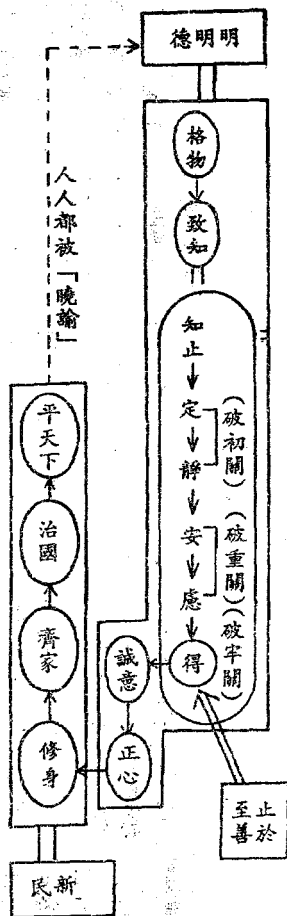 明明德
格物
致知
知止
定
靜
安
慮
得
(破初關)
(破重關)
(破牢關)
止於
至善
誠意
正心
修身
齊家
治國
平天下
新民
人人都被「曉諭」